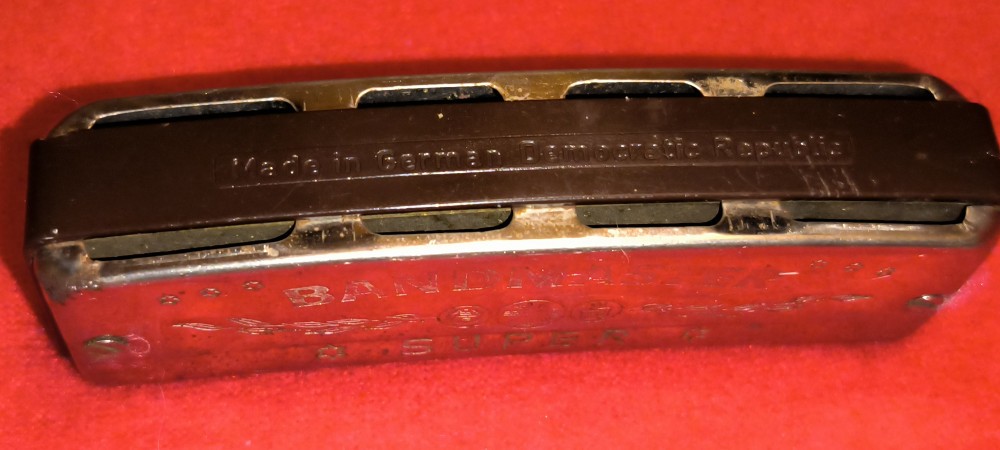 Made in German Democratic Republic
BANDMASTER
SUPER